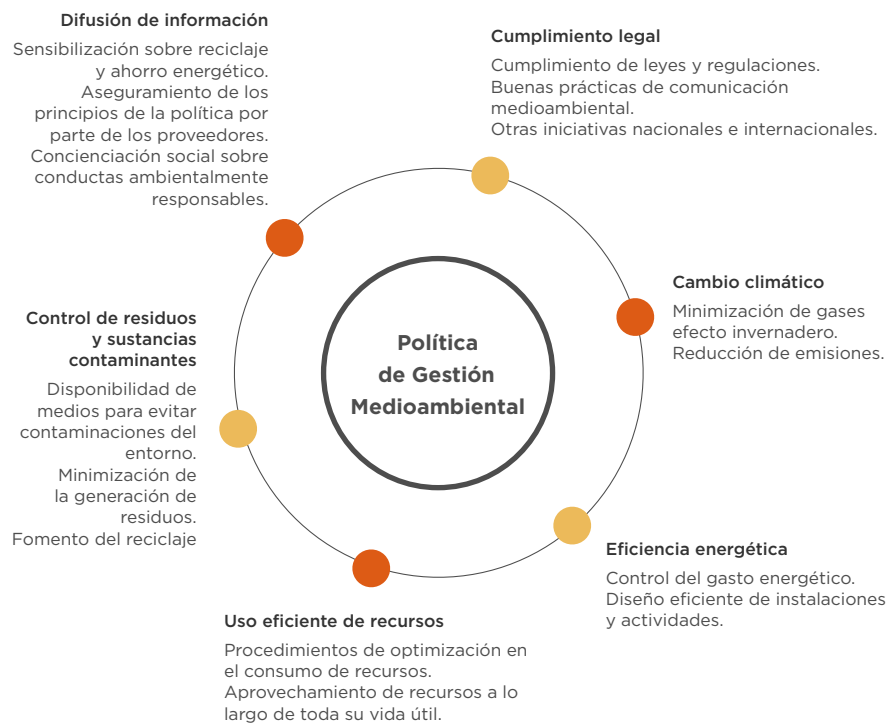 Difusión de información
Sensibilización sobre reciclaje
y ahorro energético.
Aseguramiento de los
principios de la política por
parte de los proveedores.
Concienciación social sobre
conductas ambientalmente
responsables.
Cumplimiento legal
Cumplimiento de leyes y regulaciones.
Buenas prácticas de comunicación
medioambiental.
Otras iniciativas nacionales e internacionales.
Cambio climático
Minimización de gases
efecto invernadero.
Reducción de emisiones.
Política
de Gestión
Medioambiental
Control de residuos
y sustancias
contaminantes
Disponibilidad de
medios para evitar
contaminaciones del
entorno.
Minimización de
la generación de
residuos.
Fomento del reciclaje
Eficiencia energética
Control del gasto energético.
Diseño eficiente de instalaciones
y actividades.
Uso eficiente de recursos
Procedimientos de optimización en
el consumo de recursos.
Aprovechamiento de recursos a lo
largo de toda su vida útil.